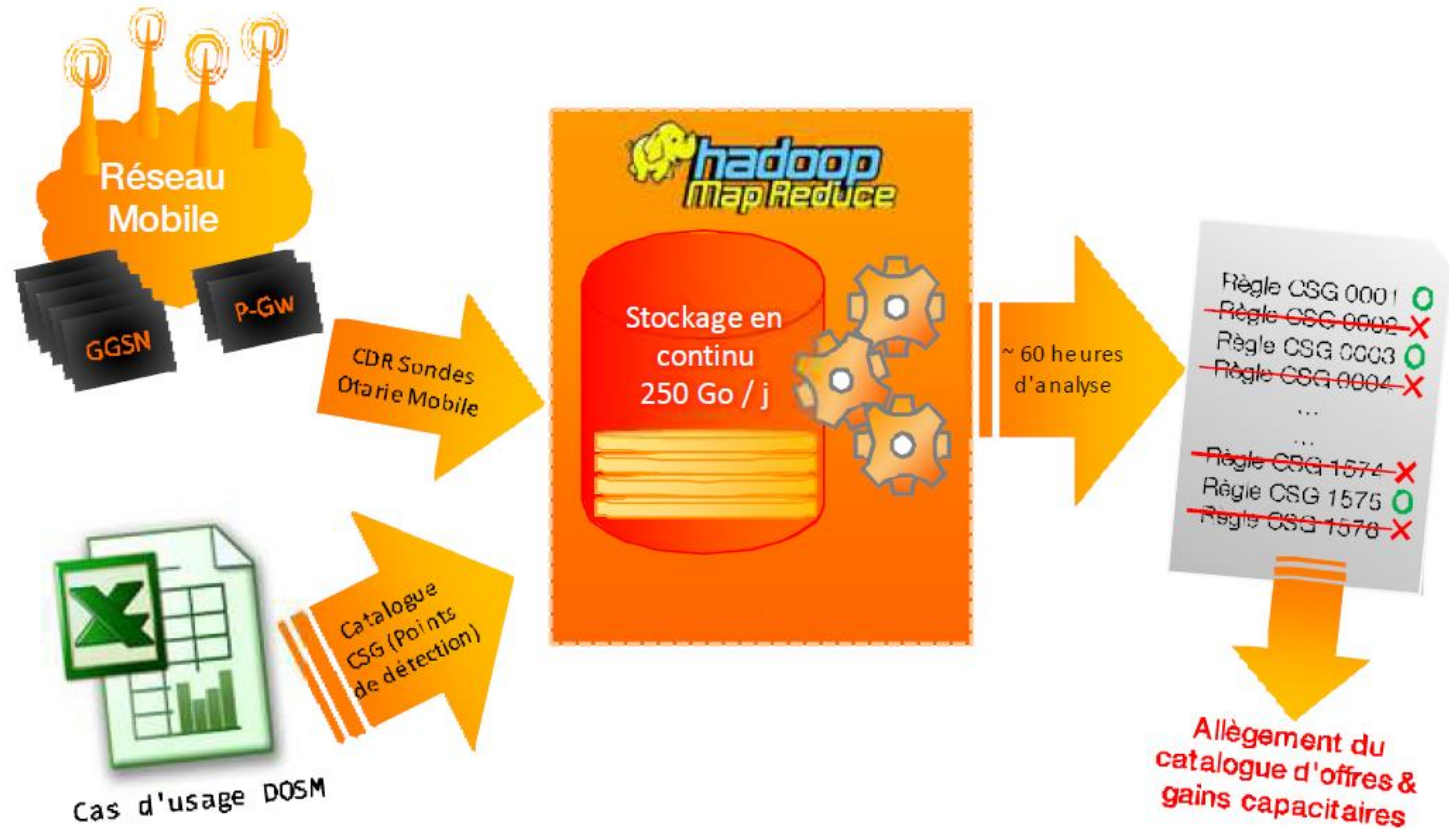 Réseau
Mobile
GGSN
P-Gw
CDR Sondes
Otarie Mobile
Catalogue
CSG (Points
de détection)
Cas d'usage DOSM
hadoop
Map Reduce
Stockage en
continu
250 Go / j
~ 60 heures
d'analyse
Règle CSG 0001
Règle CSG 0002
Règle CSG 0003
Règle CSG 0004
...
...
Règle CSG 1574
Règle CSG 1575
Règle CSG 1576
Allègement du
catalogue d'offres &
gains capacitaires